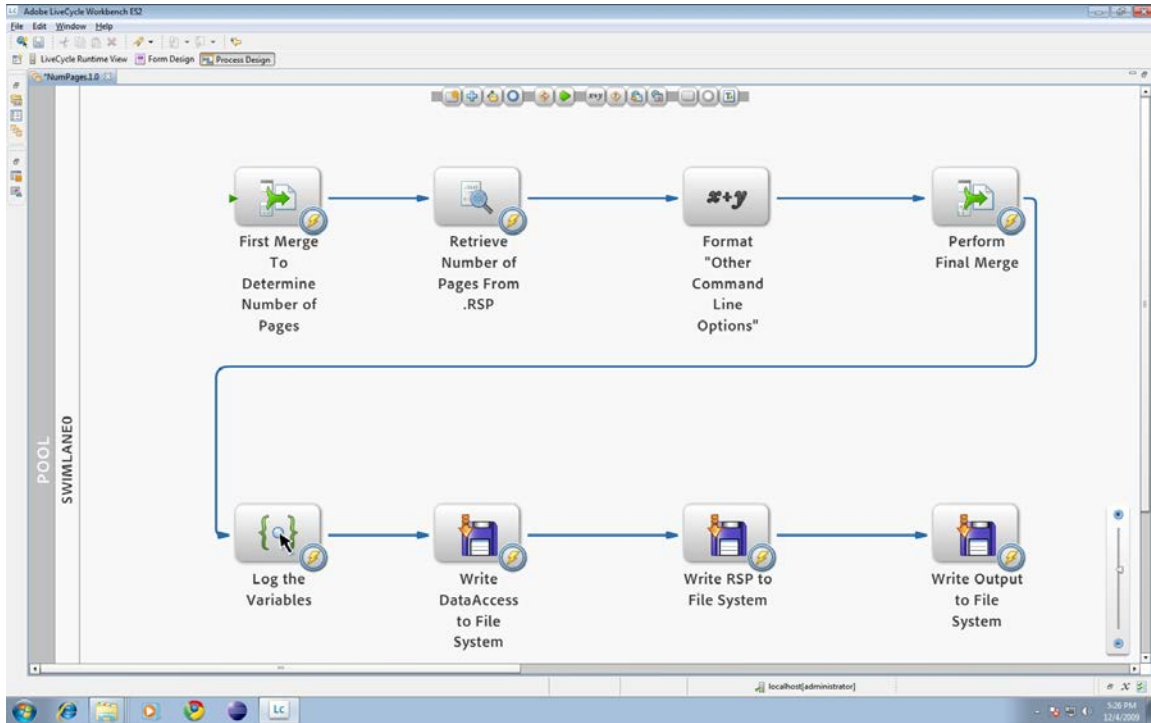 Lc Adobe LiveCycle Workbench ES2
File Edit Window Help
LiveCycle Runtime View Form Design Process Design
*NumPages.1.0
x+y
First Merge
To
Determine
Number of
Pages
Retrieve
Number of
Pages From
.RSP
x+y
Format
"Other
Command
Line
Options"
Perform
Final Merge
POOL
SWIMLANE0
Log the
Variables
Write
DataAccess
to File
System
Write RSP to
File System
Write Output
to File
System
localhost[administrator]
Lc
5:26 PM
12/4/2009